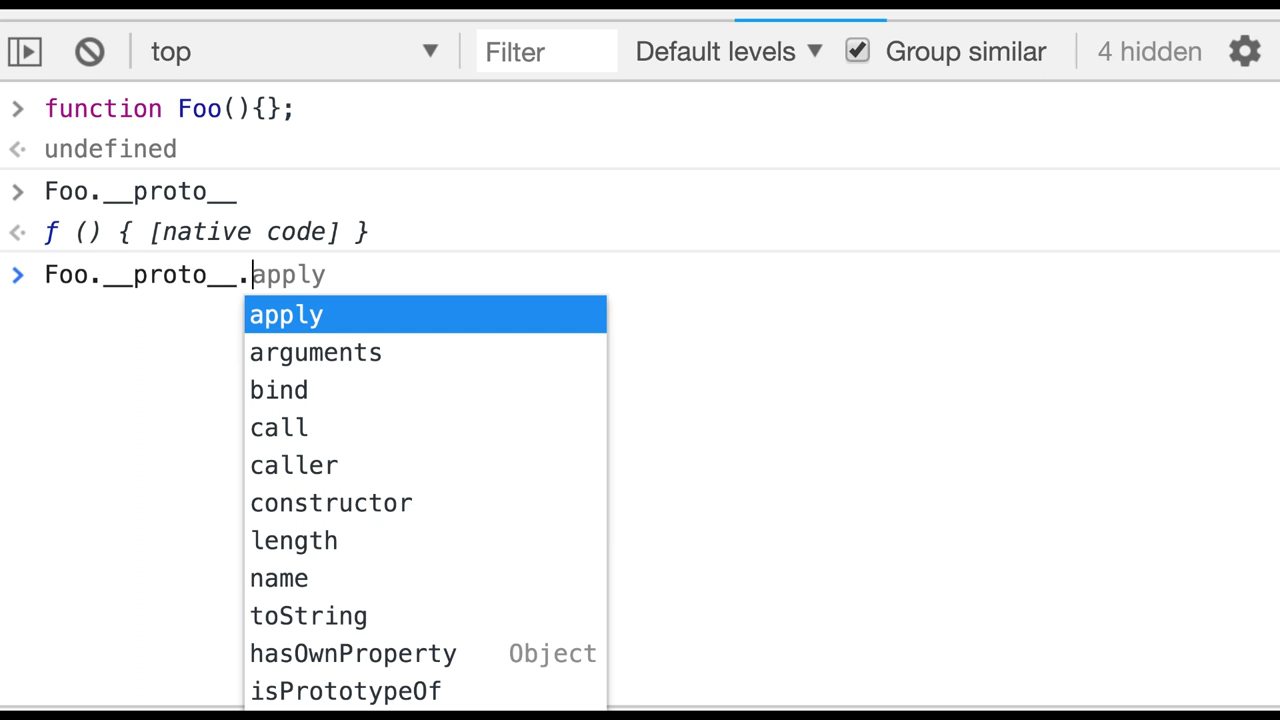 top Filter Default levels Group similar 4 hidden
> function Foo(){};
<· undefined
> Foo.__proto__
<· ƒ () { [native code] }
> Foo.__proto__.apply
apply
arguments
bind
call
caller
constructor
length
name
toString
hasOwnProperty Object
isPrototypeOf